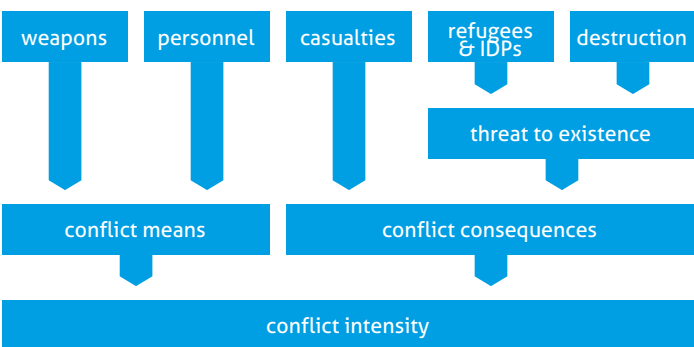 weapons
personnel
casualties
refugees
& IDPs
destruction
threat to existence
conflict means
conflict consequences
conflict intensity